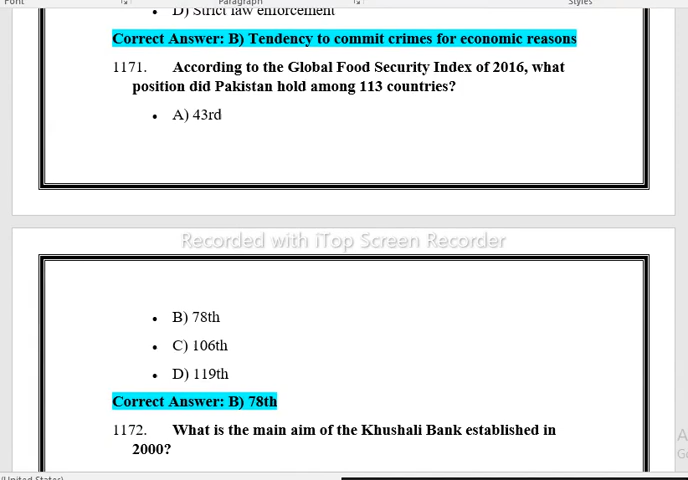 Font
Paragraph
Styles
• D) Strict law enforcement
Correct Answer: B) Tendency to commit crimes for economic reasons
1171. According to the Global Food Security Index of 2016, what
position did Pakistan hold among 113 countries?
• A) 43rd
Recorded with iTop Screen Recorder
• B) 78th
• C) 106th
• D) 119th
Correct Answer: B) 78th
1172. What is the main aim of the Khushali Bank established in
2000?
(United States)